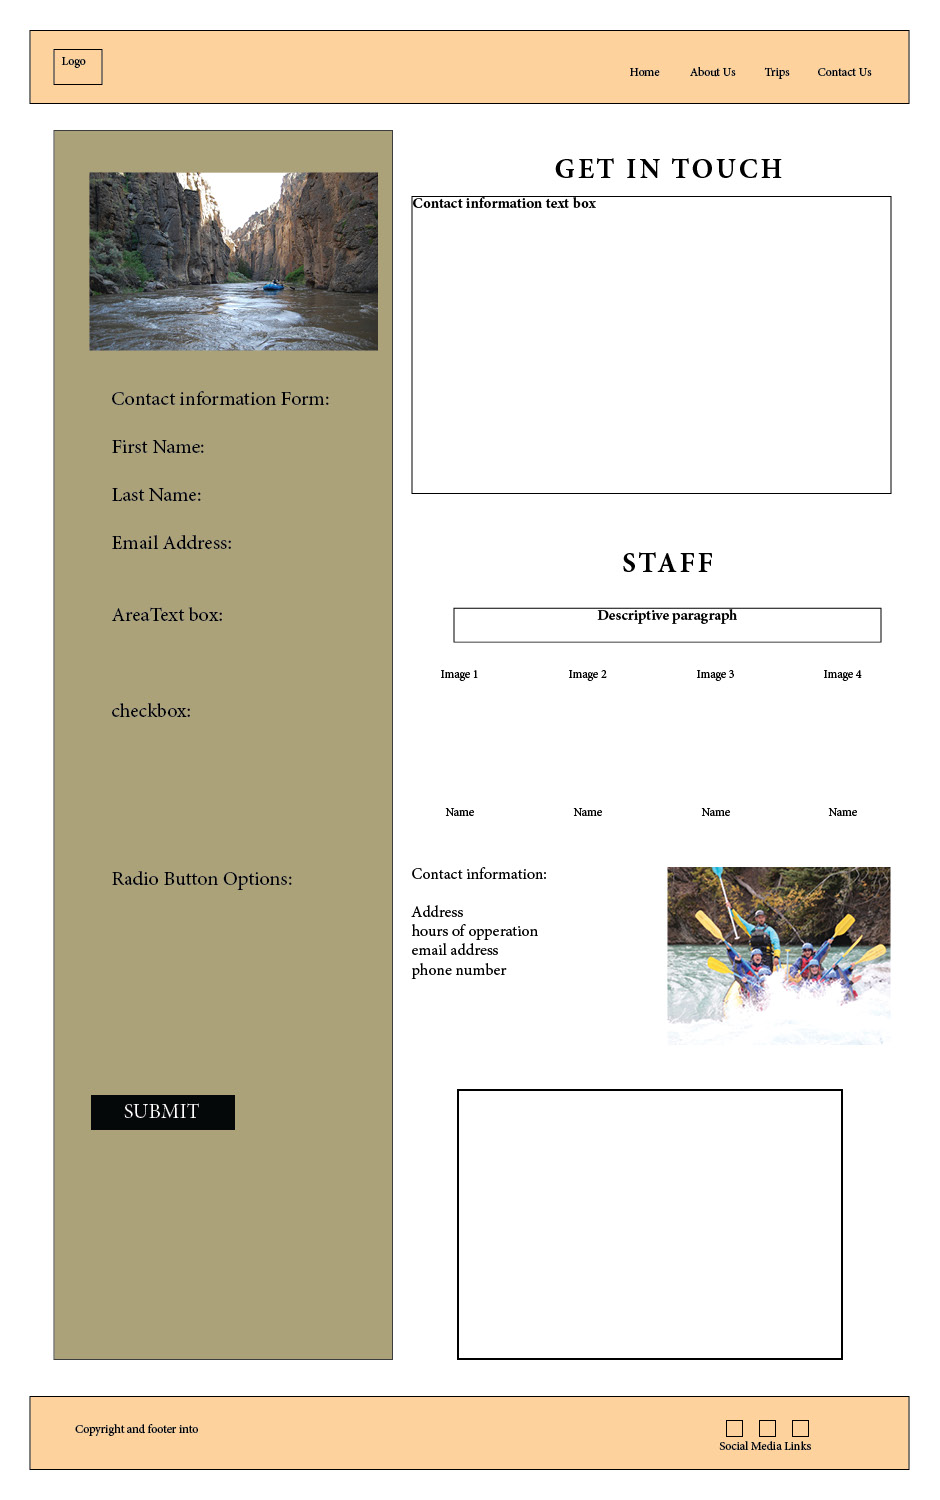 Logo
Home About Us Trips Contact Us
Contact information Form:
First Name:
Last Name:
Email Address:
AreaText box:
checkbox:
Radio Button Options:
SUBMIT
GET IN TOUCH
Contact information text box
STAFF
Descriptive paragraph
Image 1 Image 2 Image 3 Image 4
Name Name Name Name
Contact information:
Address
hours of opperation
email address
phone number
Copyright and footer into
Social Media Links